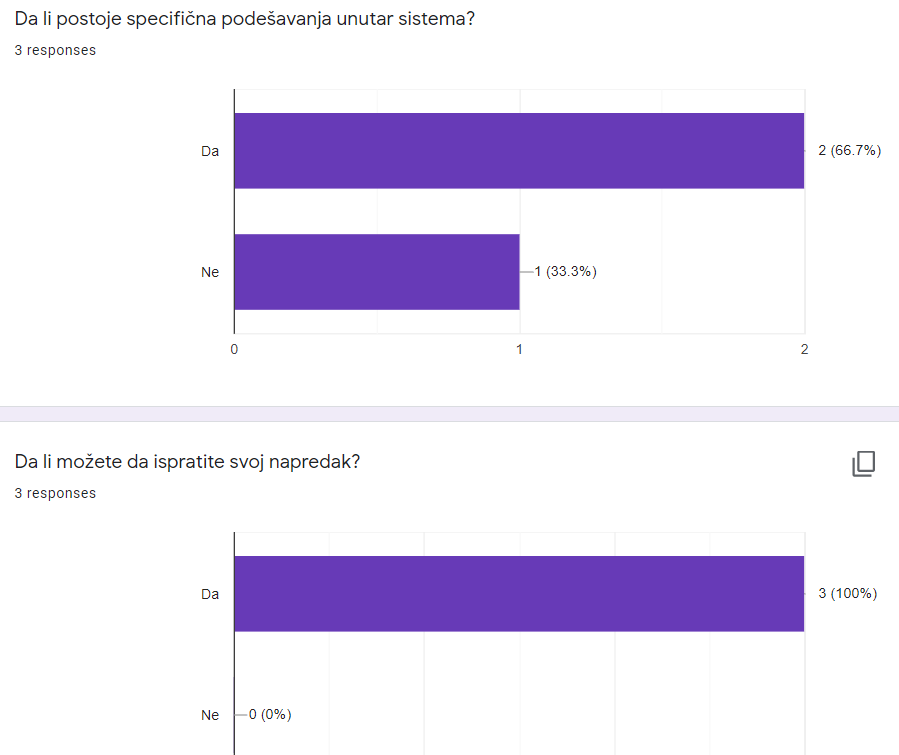 Da li postoje specifična podešavanja unutar sistema?
3 responses
Da
2 (66.7%)
Ne
1 (33.3%)
0
1
2
Da li možete da ispratite svoj napredak?
3 responses
Da
3 (100%)
Ne
0 (0%)